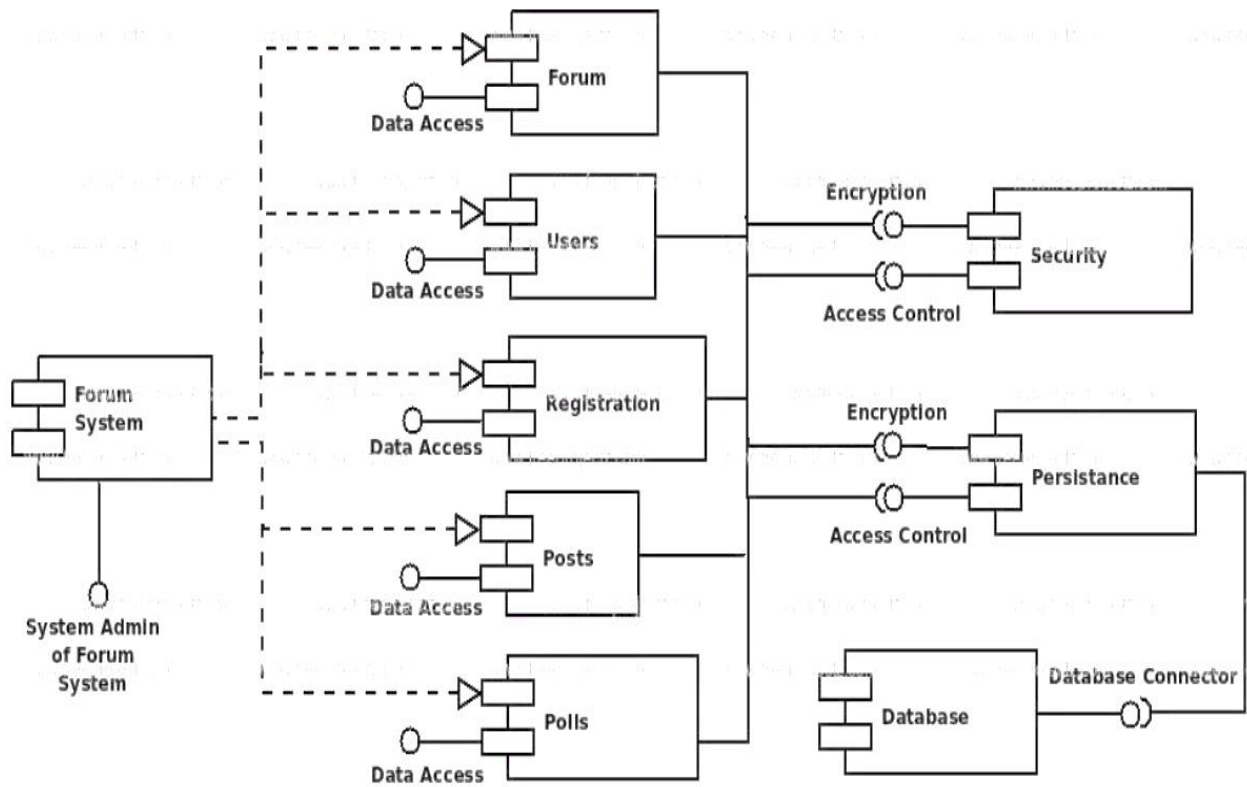 Forum
Data Access
Users
Data Access
Encryption
Security
Access Control
Forum
System
Registration
Data Access
Encryption
Persistance
Access Control
Posts
Data Access
System Admin
of Forum
System
Polls
Data Access
Database Connector
Database